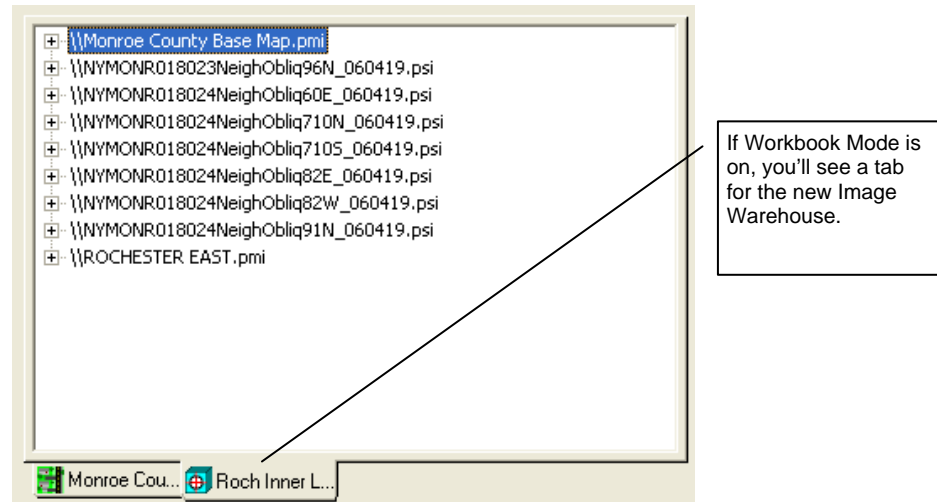 \\Monroe County Base Map.pmi
\\NYMONR018023NeighObliq96N_060419.psi
\\NYMONR018024NeighObliq60E_060419.psi
\\NYMONR018024NeighObliq710N_060419.psi
\\NYMONR018024NeighObliq710S_060419.psi
\\NYMONR018024NeighObliq82E_060419.psi
\\NYMONR018024NeighObliq82W_060419.psi
\\NYMONR018024NeighObliq91N_060419.psi
\\ROCHESTER EAST.pmi
If Workbook Mode is
on, you'll see a tab
for the new Image
Warehouse.
Monroe Cou...
Roch Inner L...